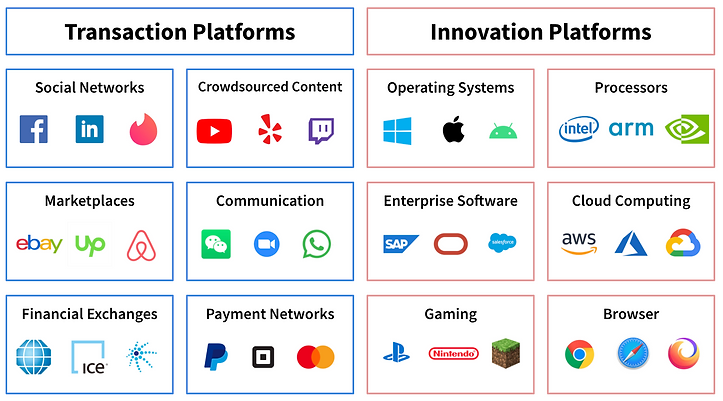 Transaction Platforms
Innovation Platforms
Social Networks
Crowdsourced Content
Operating Systems
Processors
f
in
intel
arm
Marketplaces
Communication
Enterprise Software
Cloud Computing
ebay
up
SAP
salesforce
aws
Financial Exchanges
Payment Networks
Gaming
Browser
ICE
Nintendo